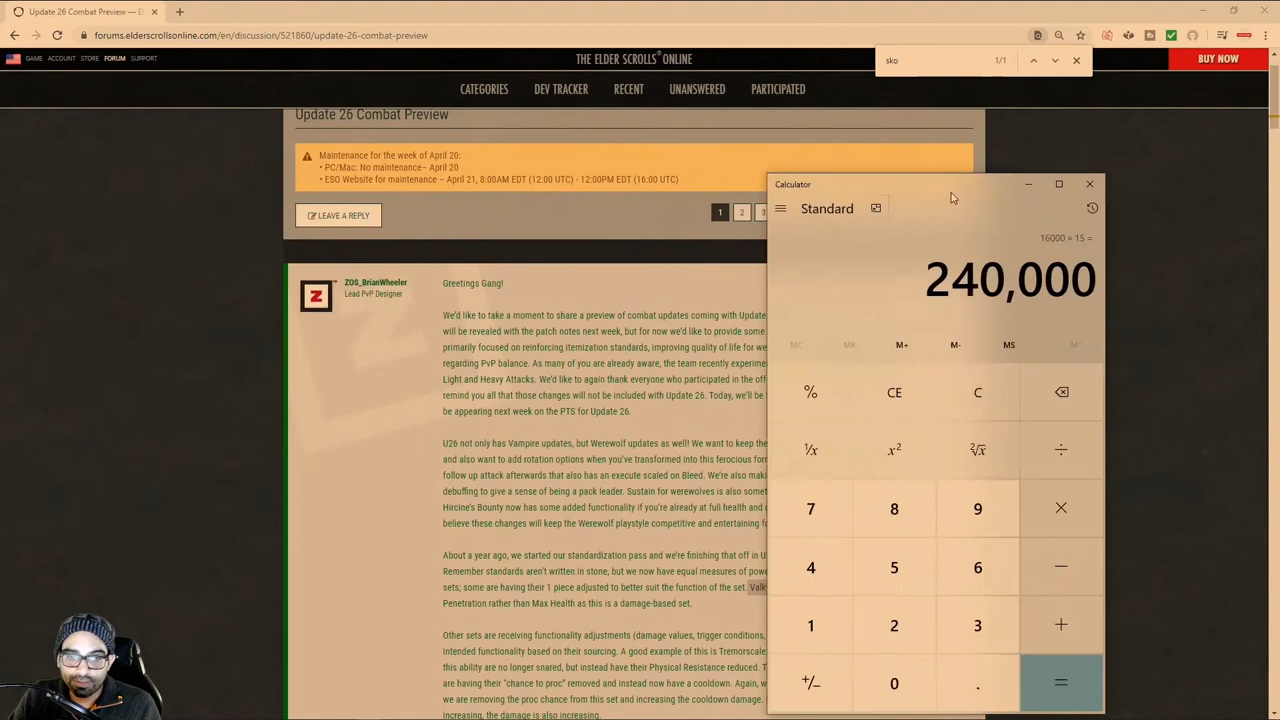 Update 26 Combat Preview — E
forums.elderscrollsonline.com/en/discussion/521860/update-26-combat-preview
sko 1/1
GAME ACCOUNT STORE FORUM SUPPORT
THE ELDER SCROLLS ONLINE
BUY NOW
CATEGORIES DEV TRACKER RECENT UNANSWERED PARTICIPATED
Update 26 Combat Preview
Maintenance for the week of April 20:
• PC/Mac: No maintenance– April 20
• ESO Website for maintenance – April 21, 8:00AM EDT (12:00 UTC) - 12:00PM EDT (16:00 UTC)
LEAVE A REPLY
1 2 3
ZOS_BrianWheeler
Lead PvP Designer
Greetings Gang!
We'd like to take a moment to share a preview of combat updates coming with Update
will be revealed with the patch notes next week, but for now we'd like to provide some
primarily focused on reinforcing itemization standards, improving quality of life for we
regarding PvP balance. As many of you are already aware, the team recently experimen
Light and Heavy Attacks. We'd like to again thank everyone who participated in the off
remind you all that those changes will not be included with Update 26. Today, we'll be
be appearing next week on the PTS for Update 26.
U26 not only has Vampire updates, but Werewolf updates as well! We want to keep the
and also want to add rotation options when you've transformed into this ferocious for
follow up attack afterwards that also has an execute scaled on Bleed. We're also makin
debuffing to give a sense of being a pack leader. Sustain for werewolves is also somet
Hircine's Bounty now has some added functionality if you're already at full health and
believe these changes will keep the Werewolf playstyle competitive and entertaining fo
About a year ago, we started our standardization pass and we're finishing that off in U
Remember standards aren't written in stone, but we now have equal measures of powe
sets; some are having their 1 piece adjusted to better suit the function of the set. Valk
Penetration rather than Max Health as this is a damage-based set.
Other sets are receiving functionality adjustments (damage values, trigger conditions,
intended functionality based on their sourcing. A good example of this is Tremorscale
this ability are no longer snared, but instead have their Physical Resistance reduced. T
are having their "chance to proc" removed and instead now have a cooldown. Again, w
we are removing the proc chance from this set and increasing the cooldown damage.
increasing, the damage is also increasing.
Calculator
Standard
16000 × 15 =
240,000
MC MR M+ M- MS M˅
% CE C
¹/x x² ²√x ÷
7 8 9 ×
4 5 6 −
1 2 3 +
+/− 0 . =